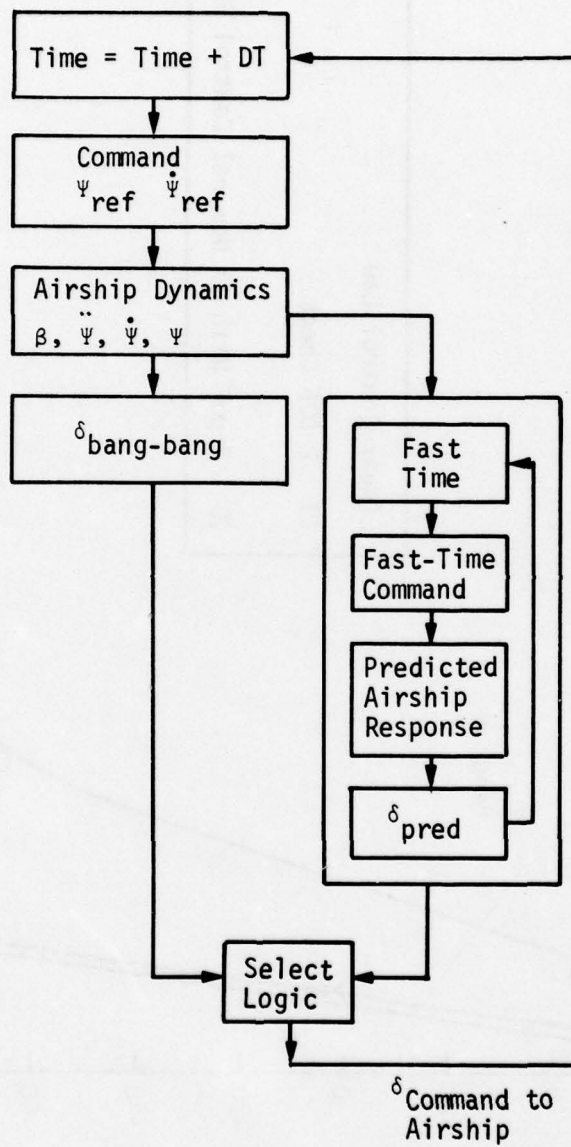 Time = Time + DT
Command
Ψref Ψ̇ref
Airship Dynamics
β, Ψ̈, Ψ̇, Ψ
δbang-bang
Fast
Time
Fast-Time
Command
Predicted
Airship
Response
δpred
Select
Logic
δCommand to
Airship